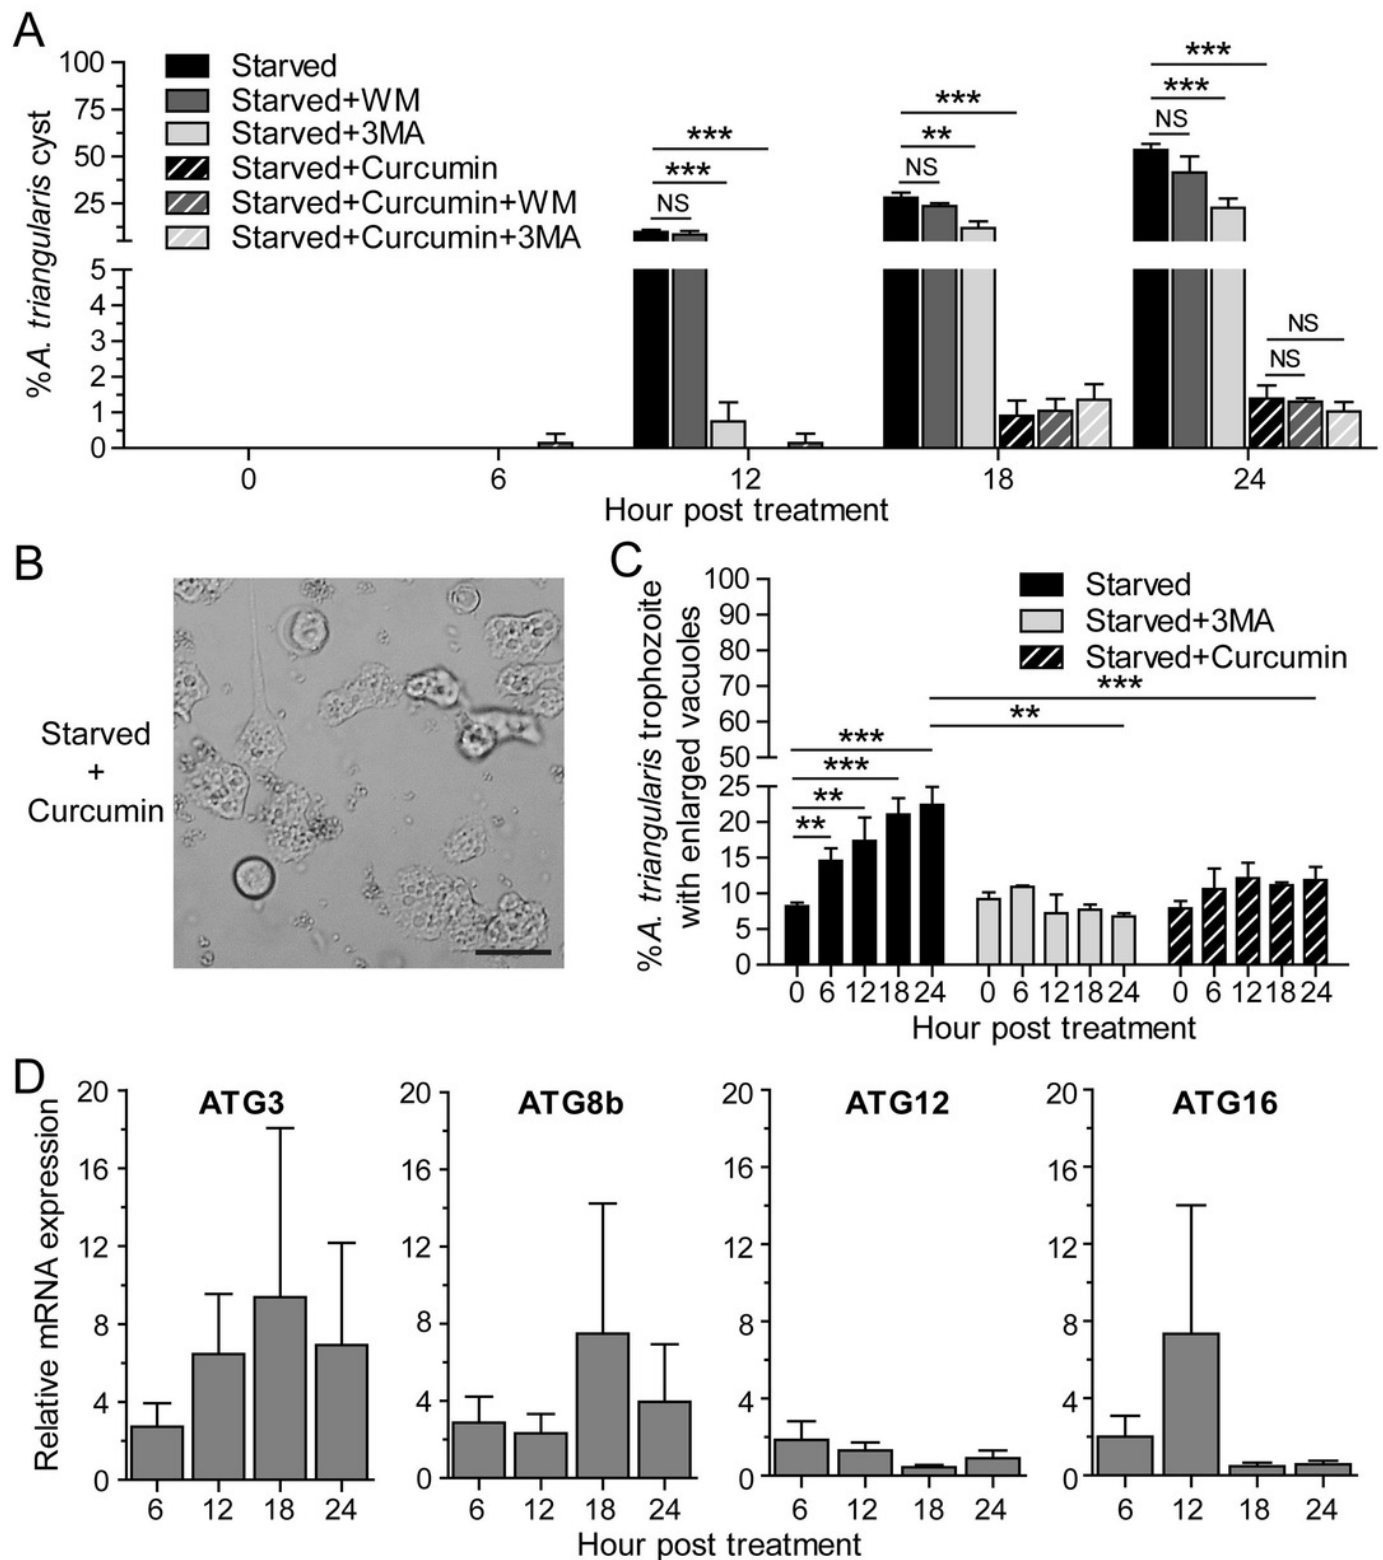 A
100
75
50
25
5
4
3
2
1
0
%A. triangularis cyst
Starved
Starved+WM
Starved+3MA
Starved+Curcumin
Starved+Curcumin+WM
Starved+Curcumin+3MA
***
***
NS
***
**
NS
***
***
NS
NS
NS
0 6 12 18 24
Hour post treatment
B
Starved
+
Curcumin
C
%A. triangularis trophozoite
with enlarged vacuoles
100
90
80
70
60
50
25
20
15
10
5
0
Starved
Starved+3MA
Starved+Curcumin
***
**
***
***
**
**
0 6 12 18 24 0 6 12 18 24 0 6 12 18 24
Hour post treatment
D
Relative mRNA expression
ATG3
20
16
12
8
4
0
6 12 18 24
ATG8b
20
16
12
8
4
0
6 12 18 24
ATG12
20
16
12
8
4
0
6 12 18 24
ATG16
20
16
12
8
4
0
6 12 18 24
Hour post treatment